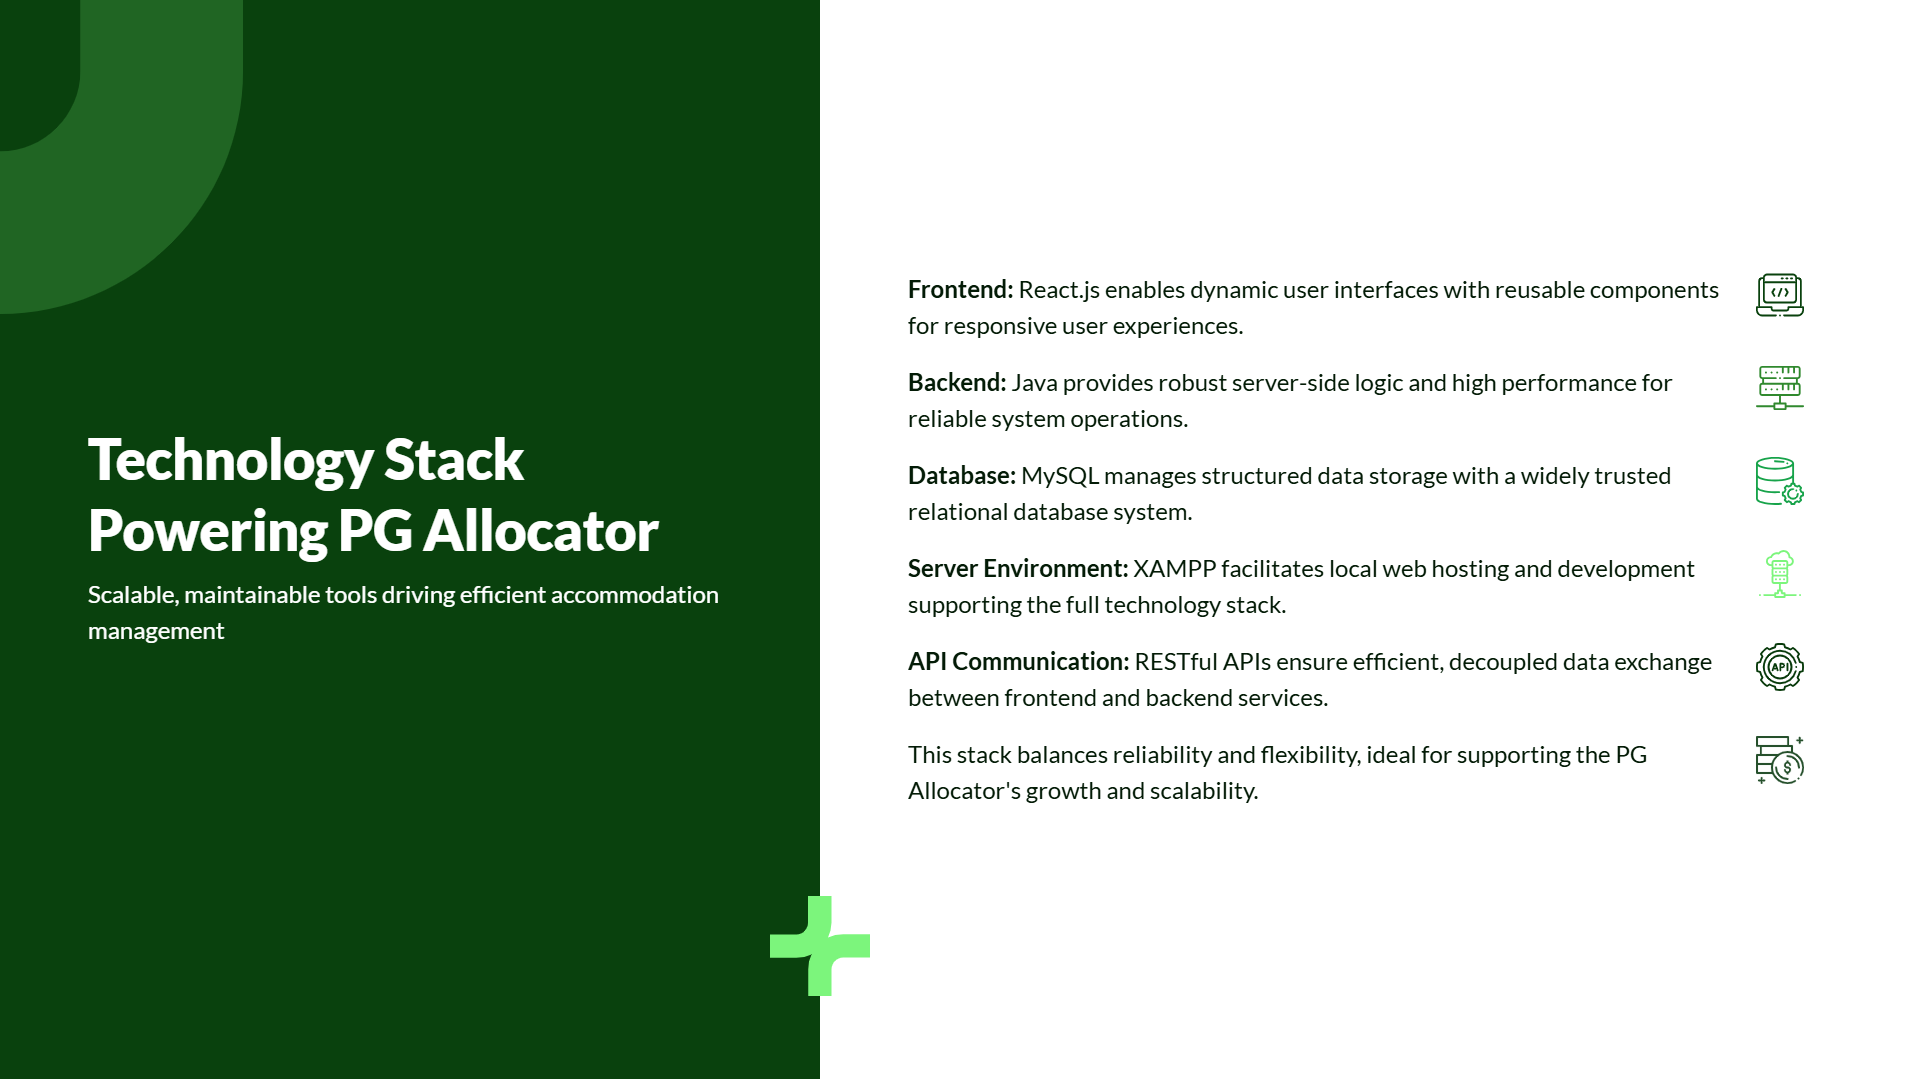 Technology Stack
Powering PG Allocator
Scalable, maintainable tools driving efficient accommodation
management
Frontend: React.js enables dynamic user interfaces with reusable components
for responsive user experiences.
Backend: Java provides robust server-side logic and high performance for
reliable system operations.
Database: MySQL manages structured data storage with a widely trusted
relational database system.
Server Environment: XAMPP facilitates local web hosting and development
supporting the full technology stack.
API Communication: RESTful APIs ensure efficient, decoupled data exchange
between frontend and backend services.
API
This stack balances reliability and flexibility, ideal for supporting the PG
Allocator's growth and scalability.